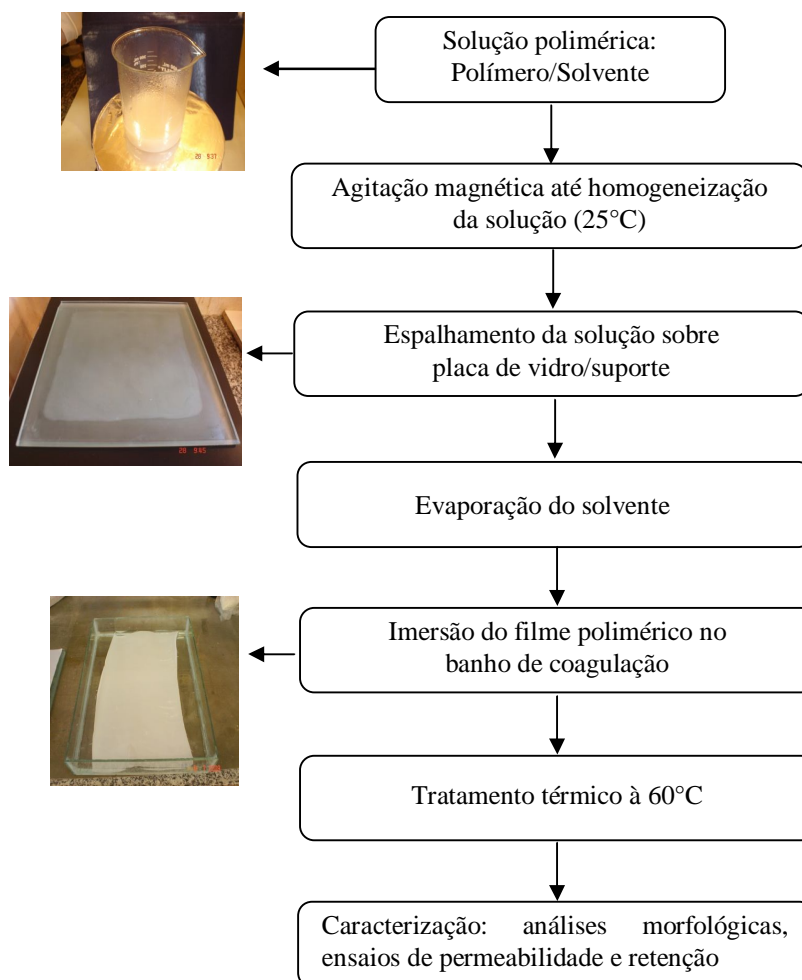 Solução polimérica:
Polímero/Solvente
Agitação magnética até homogeneização
da solução (25°C)
Espalhamento da solução sobre
placa de vidro/suporte
Evaporação do solvente
Imersão do filme polimérico no
banho de coagulação
Tratamento térmico à 60°C
Caracterização: análises morfológicas,
ensaios de permeabilidade e retenção